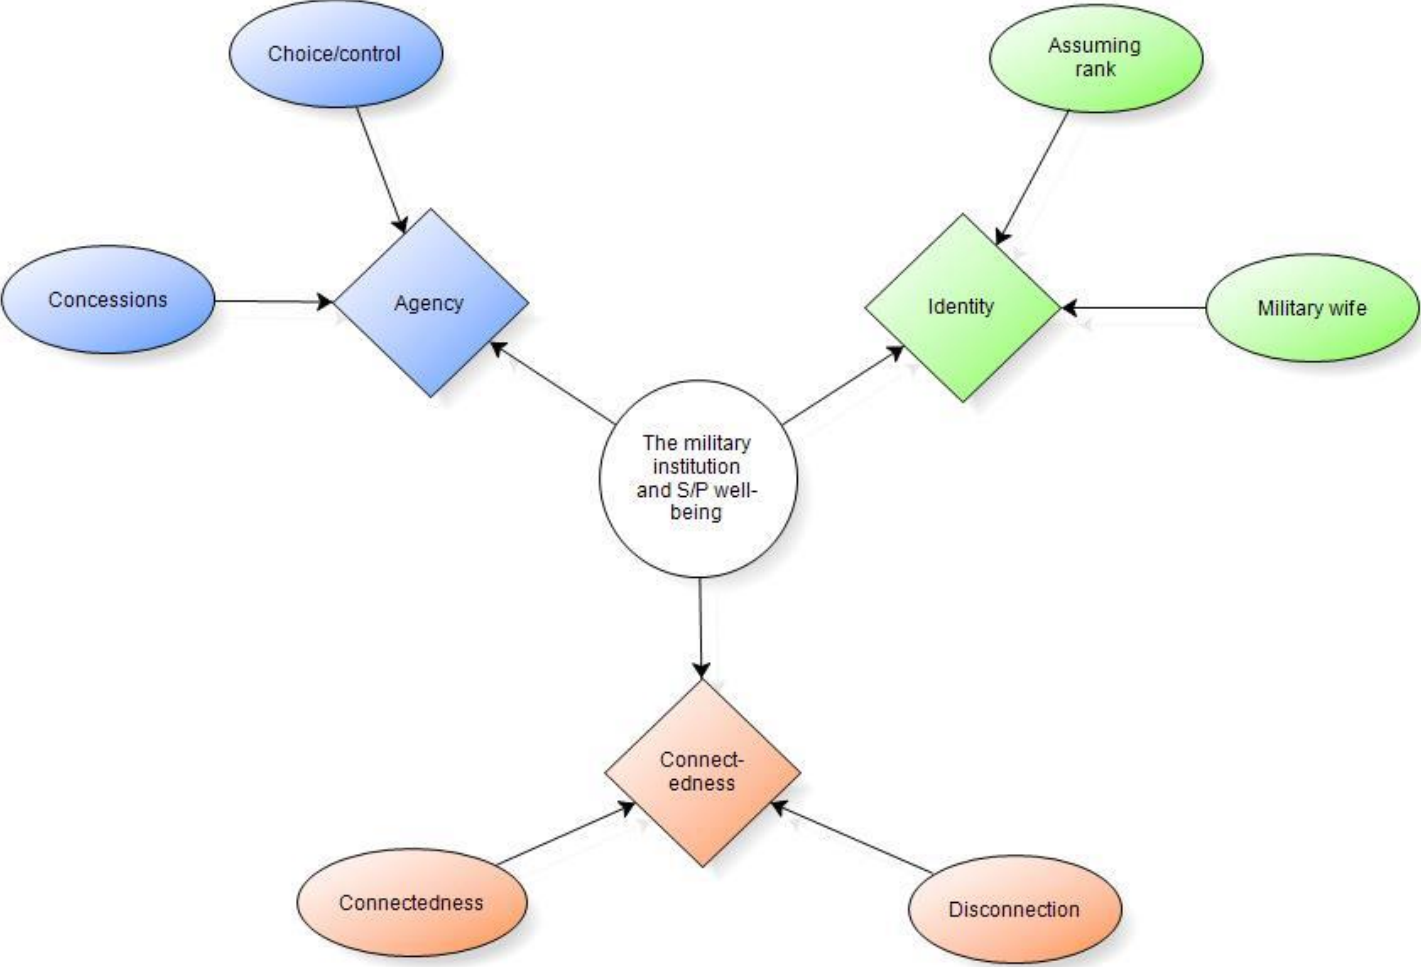 Choice/control
Assuming
rank
Concessions
Agency
Identity
Military wife
The military
institution
and S/P well-
being
Connect-
edness
Connectedness
Disconnection